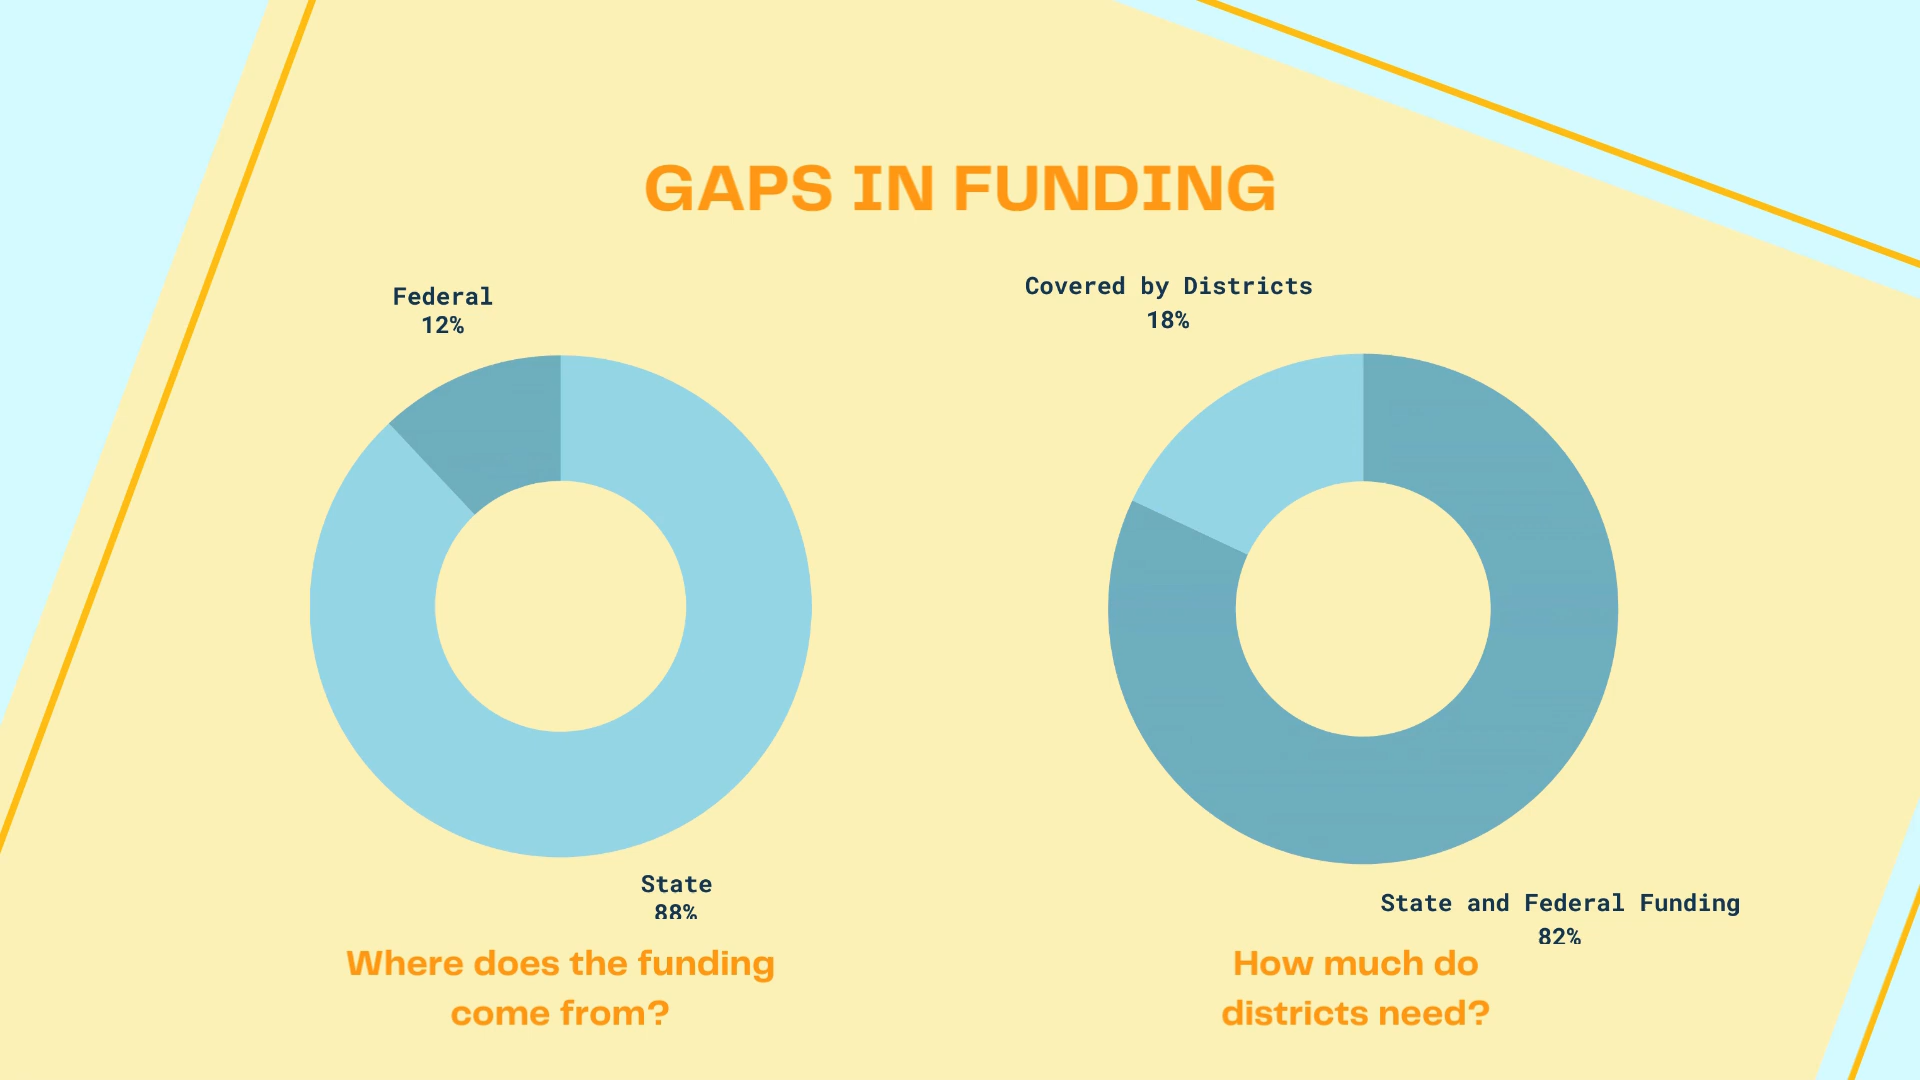 GAPS IN FUNDING
Federal
12%
State
88%
Where does the funding
come from?
Covered by Districts
18%
State and Federal Funding
82%
How much do
districts need?